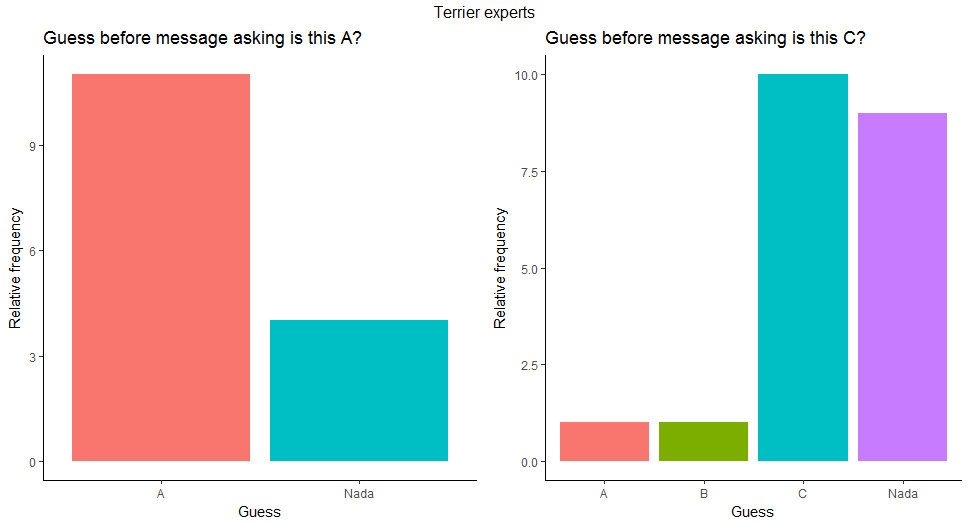 Terrier experts
Guess before message asking is this A?
Relative frequency
9
6
3
0
A Nada
Guess
Guess before message asking is this C?
Relative frequency
10.0
7.5
5.0
2.5
0.0
A B C Nada
Guess